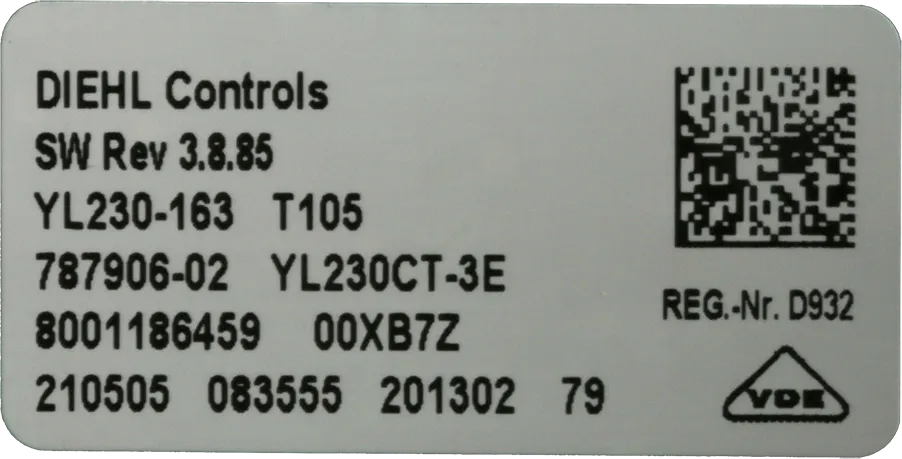 DIEHL Controls
SW Rev 3.8.85
YL230-163 T105
787906-02 YL230CT-3E
8001186459 00XB7Z
210505 083555 201302 79
REG.-Nr. D932
VDE